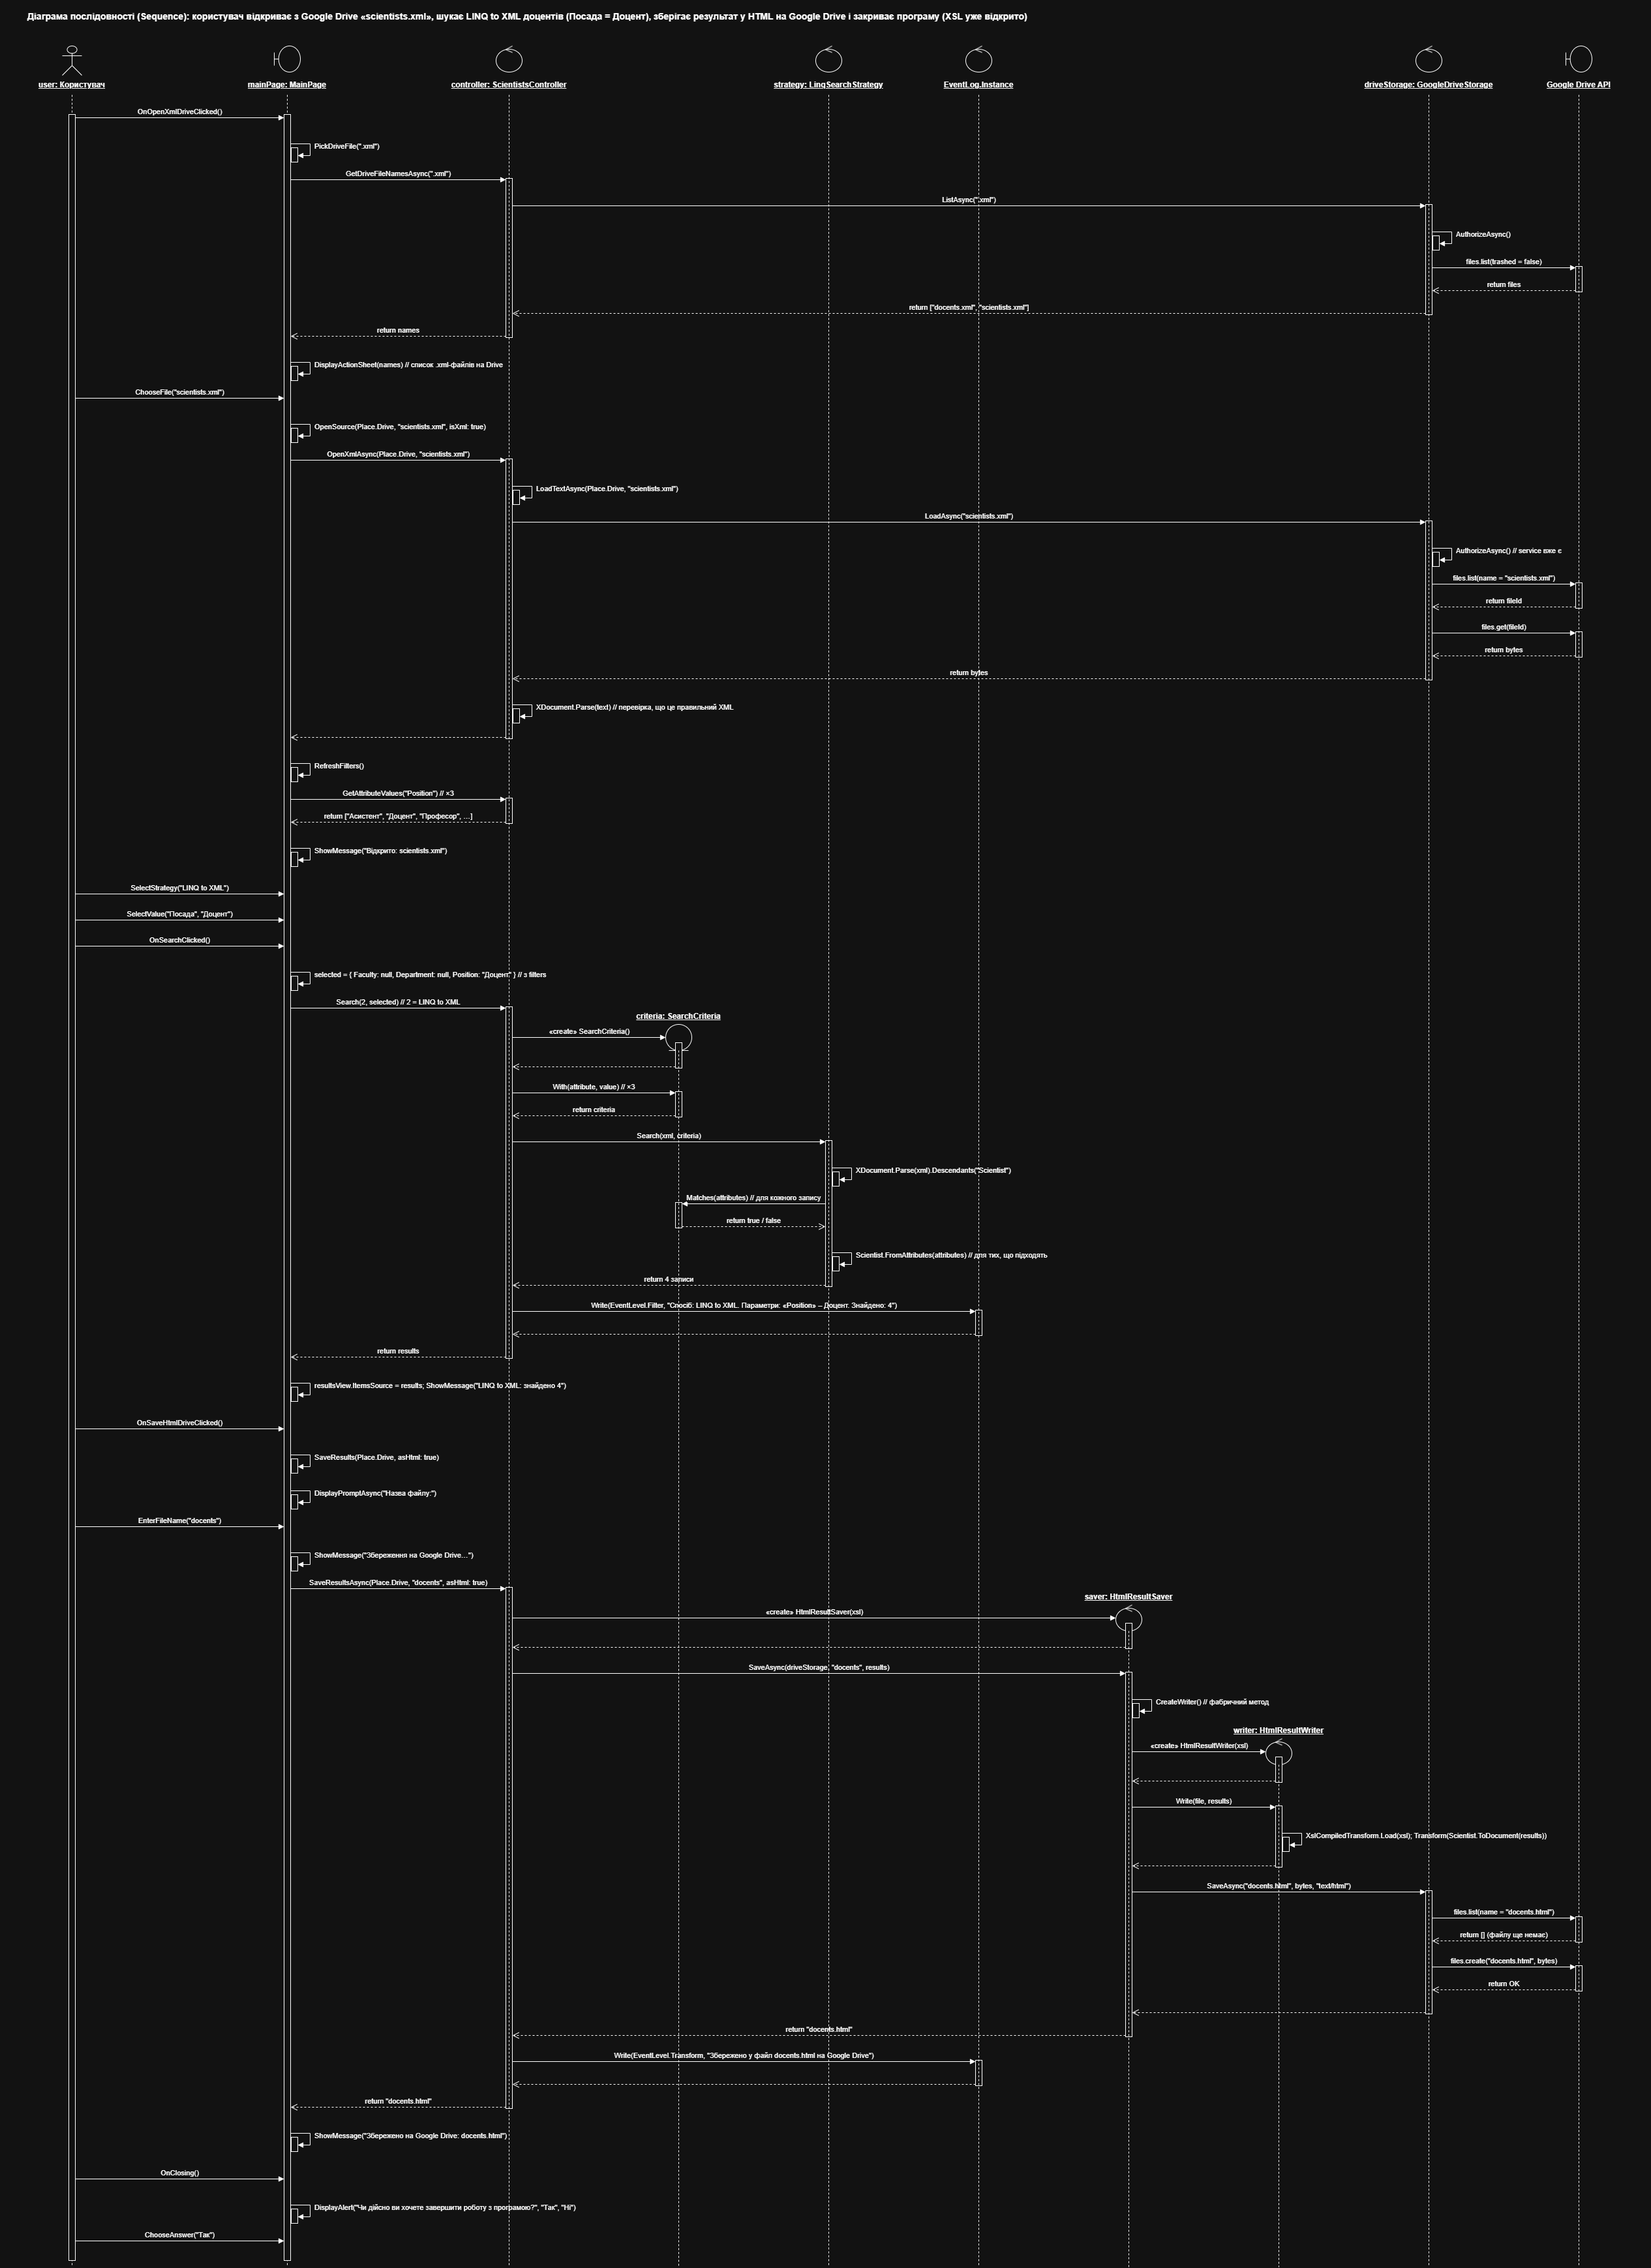 Діаграма послідовності (Sequence): користувач відкриває з Google Drive «scientists.xml», шукає LINQ to XML доцентів (Посада = Доцент), зберігає результат у HTML на Google Drive і закриває програму (XSL уже відкрито)
user: Користувач
mainPage: MainPage
controller: ScientistsController
strategy: LinqSearchStrategy
EventLog.Instance
driveStorage: GoogleDriveStorage
Google Drive API
OnOpenXmlDriveClicked()
PickDriveFile(".xml")
GetDriveFileNamesAsync(".xml")
ListAsync(".xml")
AuthorizeAsync()
files.list(trashed = false)
return files
return ["docents.xml", "scientists.xml"]
return names
DisplayActionSheet(names) // список .xml-файлів на Drive
ChooseFile("scientists.xml")
OpenSource(Place.Drive, "scientists.xml", isXml: true)
OpenXmlAsync(Place.Drive, "scientists.xml")
LoadTextAsync(Place.Drive, "scientists.xml")
LoadAsync("scientists.xml")
AuthorizeAsync() // service вже є
files.list(name = "scientists.xml")
return fileId
files.get(fileId)
return bytes
return bytes
XDocument.Parse(text) // перевірка, що це правильний XML
RefreshFilters()
GetAttributeValues("Position") // ×3
return ["Асистент", "Доцент", "Професор", …]
ShowMessage("Відкрито: scientists.xml")
SelectStrategy("LINQ to XML")
SelectValue("Посада", "Доцент")
OnSearchClicked()
selected = { Faculty: null, Department: null, Position: "Доцент" } // з filters
Search(2, selected) // 2 = LINQ to XML
criteria: SearchCriteria
«create» SearchCriteria()
With(attribute, value) // ×3
return criteria
Search(xml, criteria)
XDocument.Parse(xml).Descendants("Scientist")
Matches(attributes) // для кожного запису
return true / false
Scientist.FromAttributes(attributes) // для тих, що підходять
return 4 записи
Write(EventLevel.Filter, "Спосіб: LINQ to XML. Параметри: «Position» – Доцент. Знайдено: 4")
return results
resultsView.ItemsSource = results; ShowMessage("LINQ to XML: знайдено 4")
OnSaveHtmlDriveClicked()
SaveResults(Place.Drive, asHtml: true)
DisplayPromptAsync("Назва файлу:")
EnterFileName("docents")
ShowMessage("Збереження на Google Drive…")
SaveResultsAsync(Place.Drive, "docents", asHtml: true)
saver: HtmlResultSaver
«create» HtmlResultSaver(xsl)
SaveAsync(driveStorage, "docents", results)
CreateWriter() // фабричний метод
writer: HtmlResultWriter
«create» HtmlResultWriter(xsl)
Write(file, results)
XslCompiledTransform.Load(xsl); Transform(Scientist.ToDocument(results))
SaveAsync("docents.html", bytes, "text/html")
files.list(name = "docents.html")
return [] (файлу ще немає)
files.create("docents.html", bytes)
return OK
return "docents.html"
Write(EventLevel.Transform, "Збережено у файл docents.html на Google Drive")
return "docents.html"
ShowMessage("Збережено на Google Drive: docents.html")
OnClosing()
DisplayAlert("Чи дійсно ви хочете завершити роботу з програмою?", "Так", "Ні")
ChooseAnswer("Так")